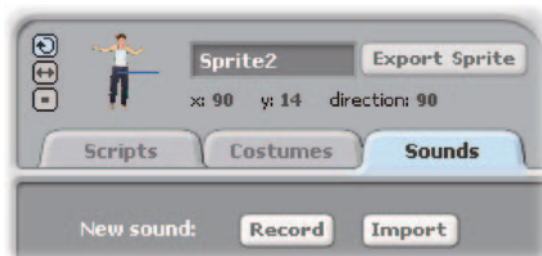 Sprite2 Export Sprite
x: 90 y: 14 direction: 90
Scripts Costumes Sounds
New sound: Record Import